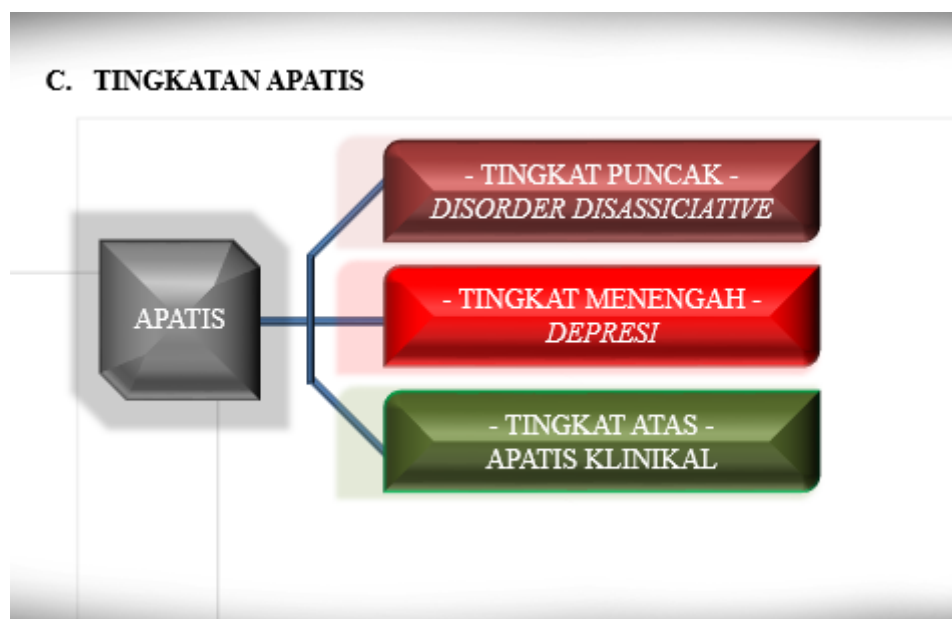 C. TINGKATAN APATIS
- TINGKAT PUNCAK -
DISORDER DISASSICIATIVE
APATIS
- TINGKAT MENENGAH -
DEPRESI
- TINGKAT ATAS -
APATIS KLINIKAL